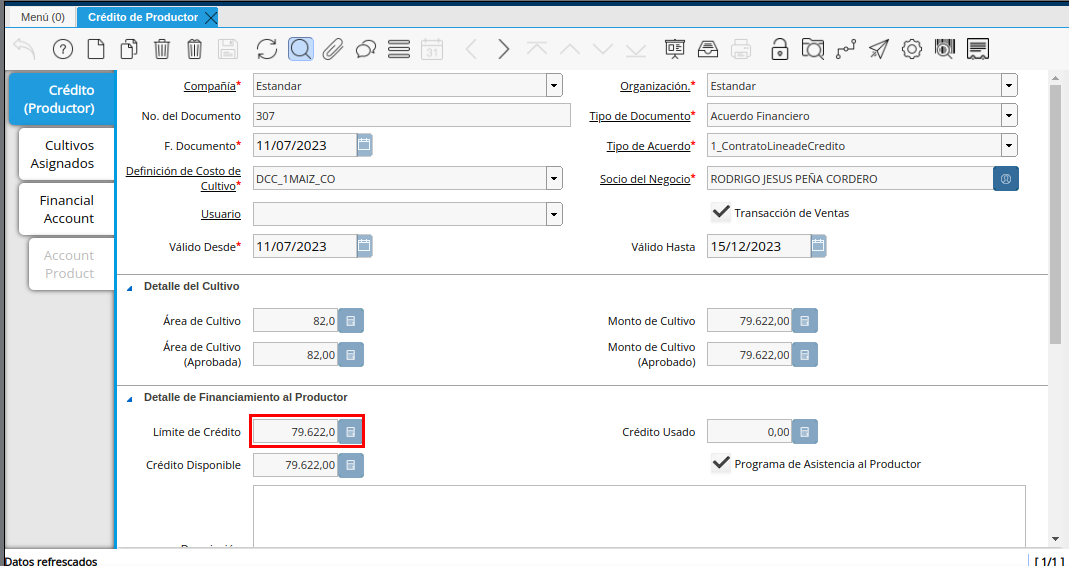 Menú (0)
Crédito de Productor
31
Crédito
(Productor)
Cultivos
Asignados
Financial
Account
Account
Product
Compañía*
Estandar
Organización.*
Estandar
No. del Documento
307
Tipo de Documento*
Acuerdo Financiero
F. Documento*
11/07/2023
Tipo de Acuerdo*
1_ContratoLineadeCredito
Definición de Costo de
Cultivo*
DCC_1MAIZ_CO
Socio del Negocio*
RODRIGO JESUS PEÑA CORDERO
Usuario
Transacción de Ventas
Válido Desde*
11/07/2023
Válido Hasta
15/12/2023
Detalle del Cultivo
Área de Cultivo
82,0
Monto de Cultivo
79.622,00
Área de Cultivo
(Aprobada)
82,00
Monto de Cultivo
(Aprobado)
79.622,00
Detalle de Financiamiento al Productor
Límite de Crédito
79.622,0
Crédito Usado
0,00
Crédito Disponible
79.622,00
Programa de Asistencia al Productor
Datos refrescados
[ 1/1 ]